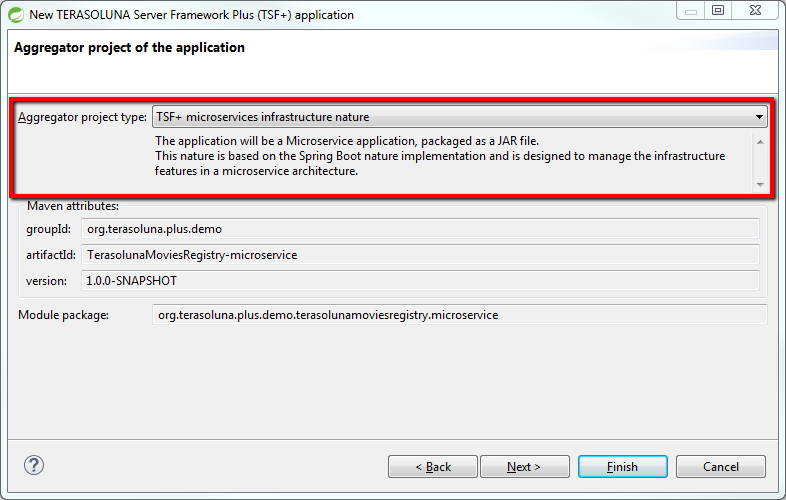 New TERASOLUNA Server Framework Plus (TSF+) application
Aggregator project of the application
Aggregator project type: TSF+ microservices infrastructure nature
The application will be a Microservice application, packaged as a JAR file.
This nature is based on the Spring Boot nature implementation and is designed to manage the infrastructure
features in a microservice architecture.
Maven attributes:
groupId: org.terasoluna.plus.demo
artifactId: TerasolunaMoviesRegistry-microservice
version: 1.0.0-SNAPSHOT
Module package: org.terasoluna.plus.demo.terasolunamoviesregistry.microservice
? < Back Next > Finish Cancel